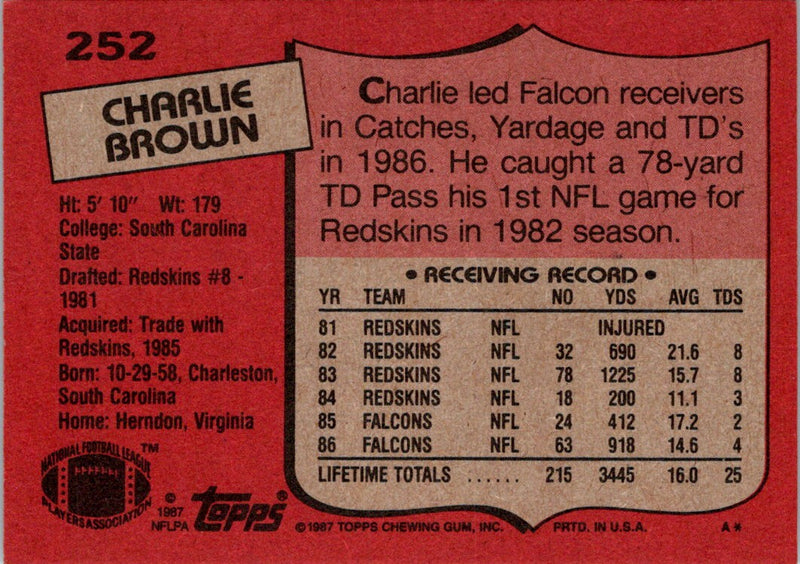 252
CHARLIE
BROWN
Ht: 5' 10" Wt: 179
College: South Carolina
State
Drafted: Redskins #8 -
1981
Acquired: Trade with
Redskins, 1985
Born: 10-29-58, Charleston,
South Carolina
Home: Herndon, Virginia
NATIONAL FOOTBALL LEAGUE
PLAYERS ASSOCIATION
TM
© 1987
NFLPA
TOPPS®
Charlie led Falcon receivers
in Catches, Yardage and TD's
in 1986. He caught a 78-yard
TD Pass his 1st NFL game for
Redskins in 1982 season.
• RECEIVING RECORD •
YR TEAM NO YDS AVG TDS
81 REDSKINS NFL INJURED
82 REDSKINS NFL 32 690 21.6 8
83 REDSKINS NFL 78 1225 15.7 8
84 REDSKINS NFL 18 200 11.1 3
85 FALCONS NFL 24 412 17.2 2
86 FALCONS NFL 63 918 14.6 4
LIFETIME TOTALS ...... 215 3445 16.0 25
© 1987 TOPPS CHEWING GUM, INC. PRTD. IN U.S.A. A*